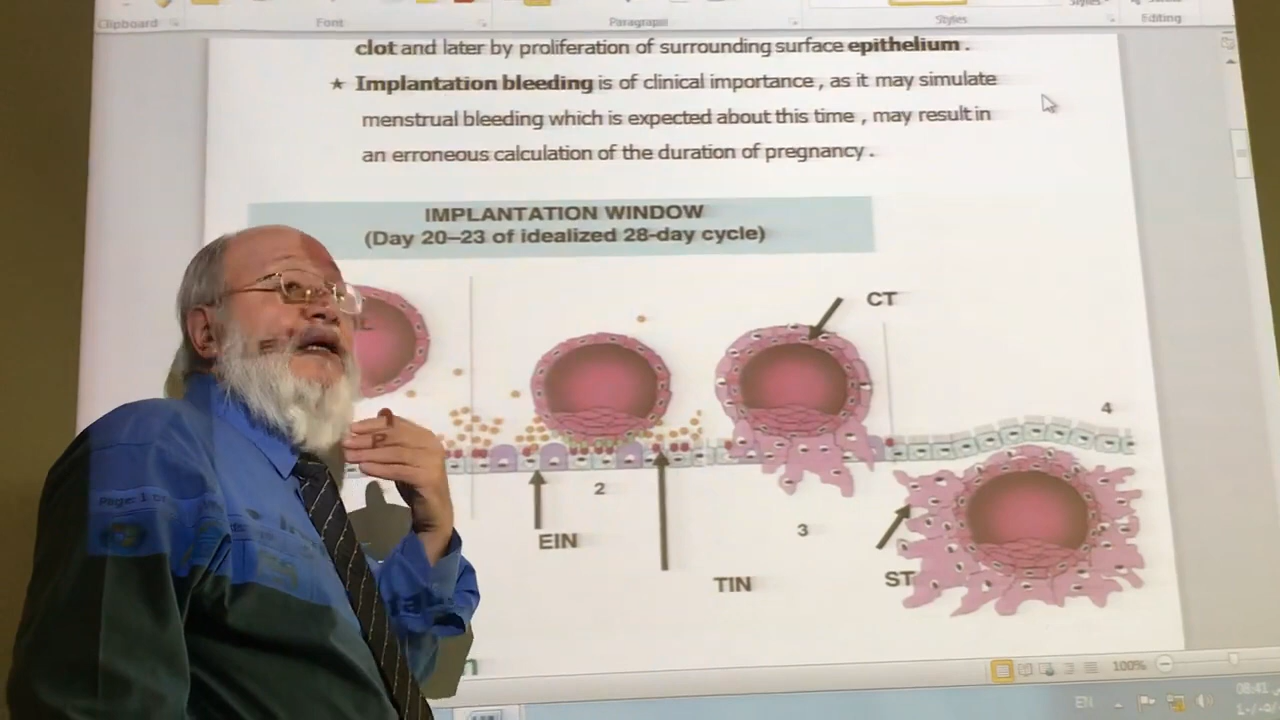 Clipboard Font Paragraph Styles Editing
clot and later by proliferation of surrounding surface epithelium .
★ Implantation bleeding is of clinical importance , as it may simulate
menstrual bleeding which is expected about this time , may result in
an erroneous calculation of the duration of pregnancy .
IMPLANTATION WINDOW
(Day 20–23 of idealized 28-day cycle)
CT
4
2
EIN
3
TIN
ST
100%
EN
08:41